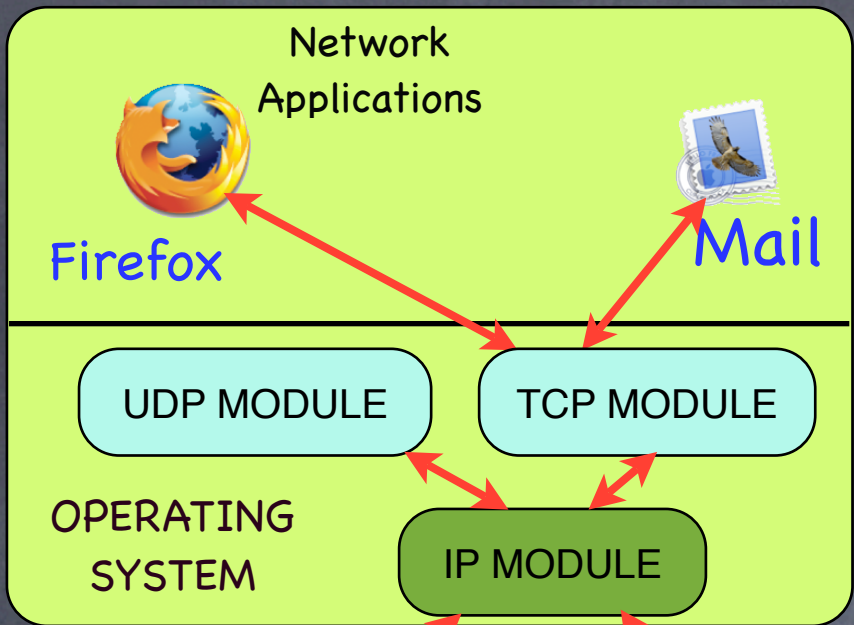 Network
Applications
Firefox
Mail
UDP MODULE
TCP MODULE
OPERATING
SYSTEM
IP MODULE